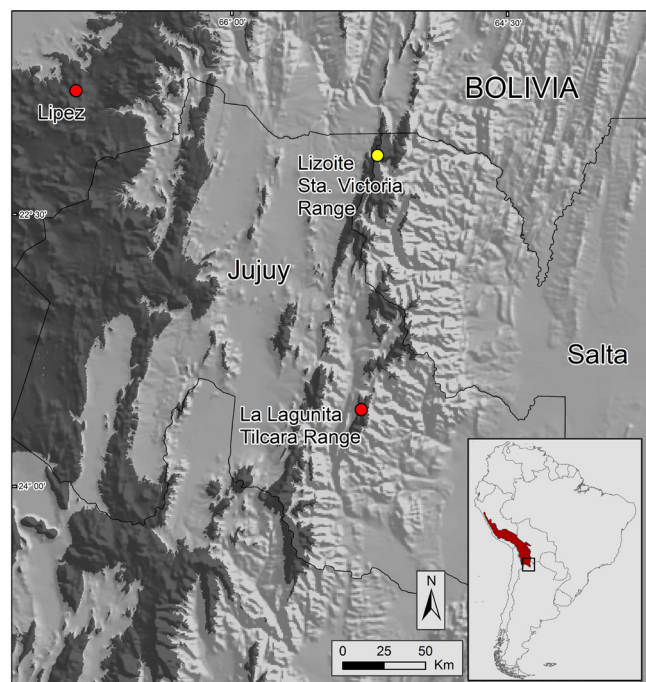 66° 00'
64° 30'
BOLIVIA
Lipez
Lizoite
Sta. Victoria
Range
22° 30'
Jujuy
Salta
La Lagunita
Tilcara Range
24° 00'
N
0 25 50
Km